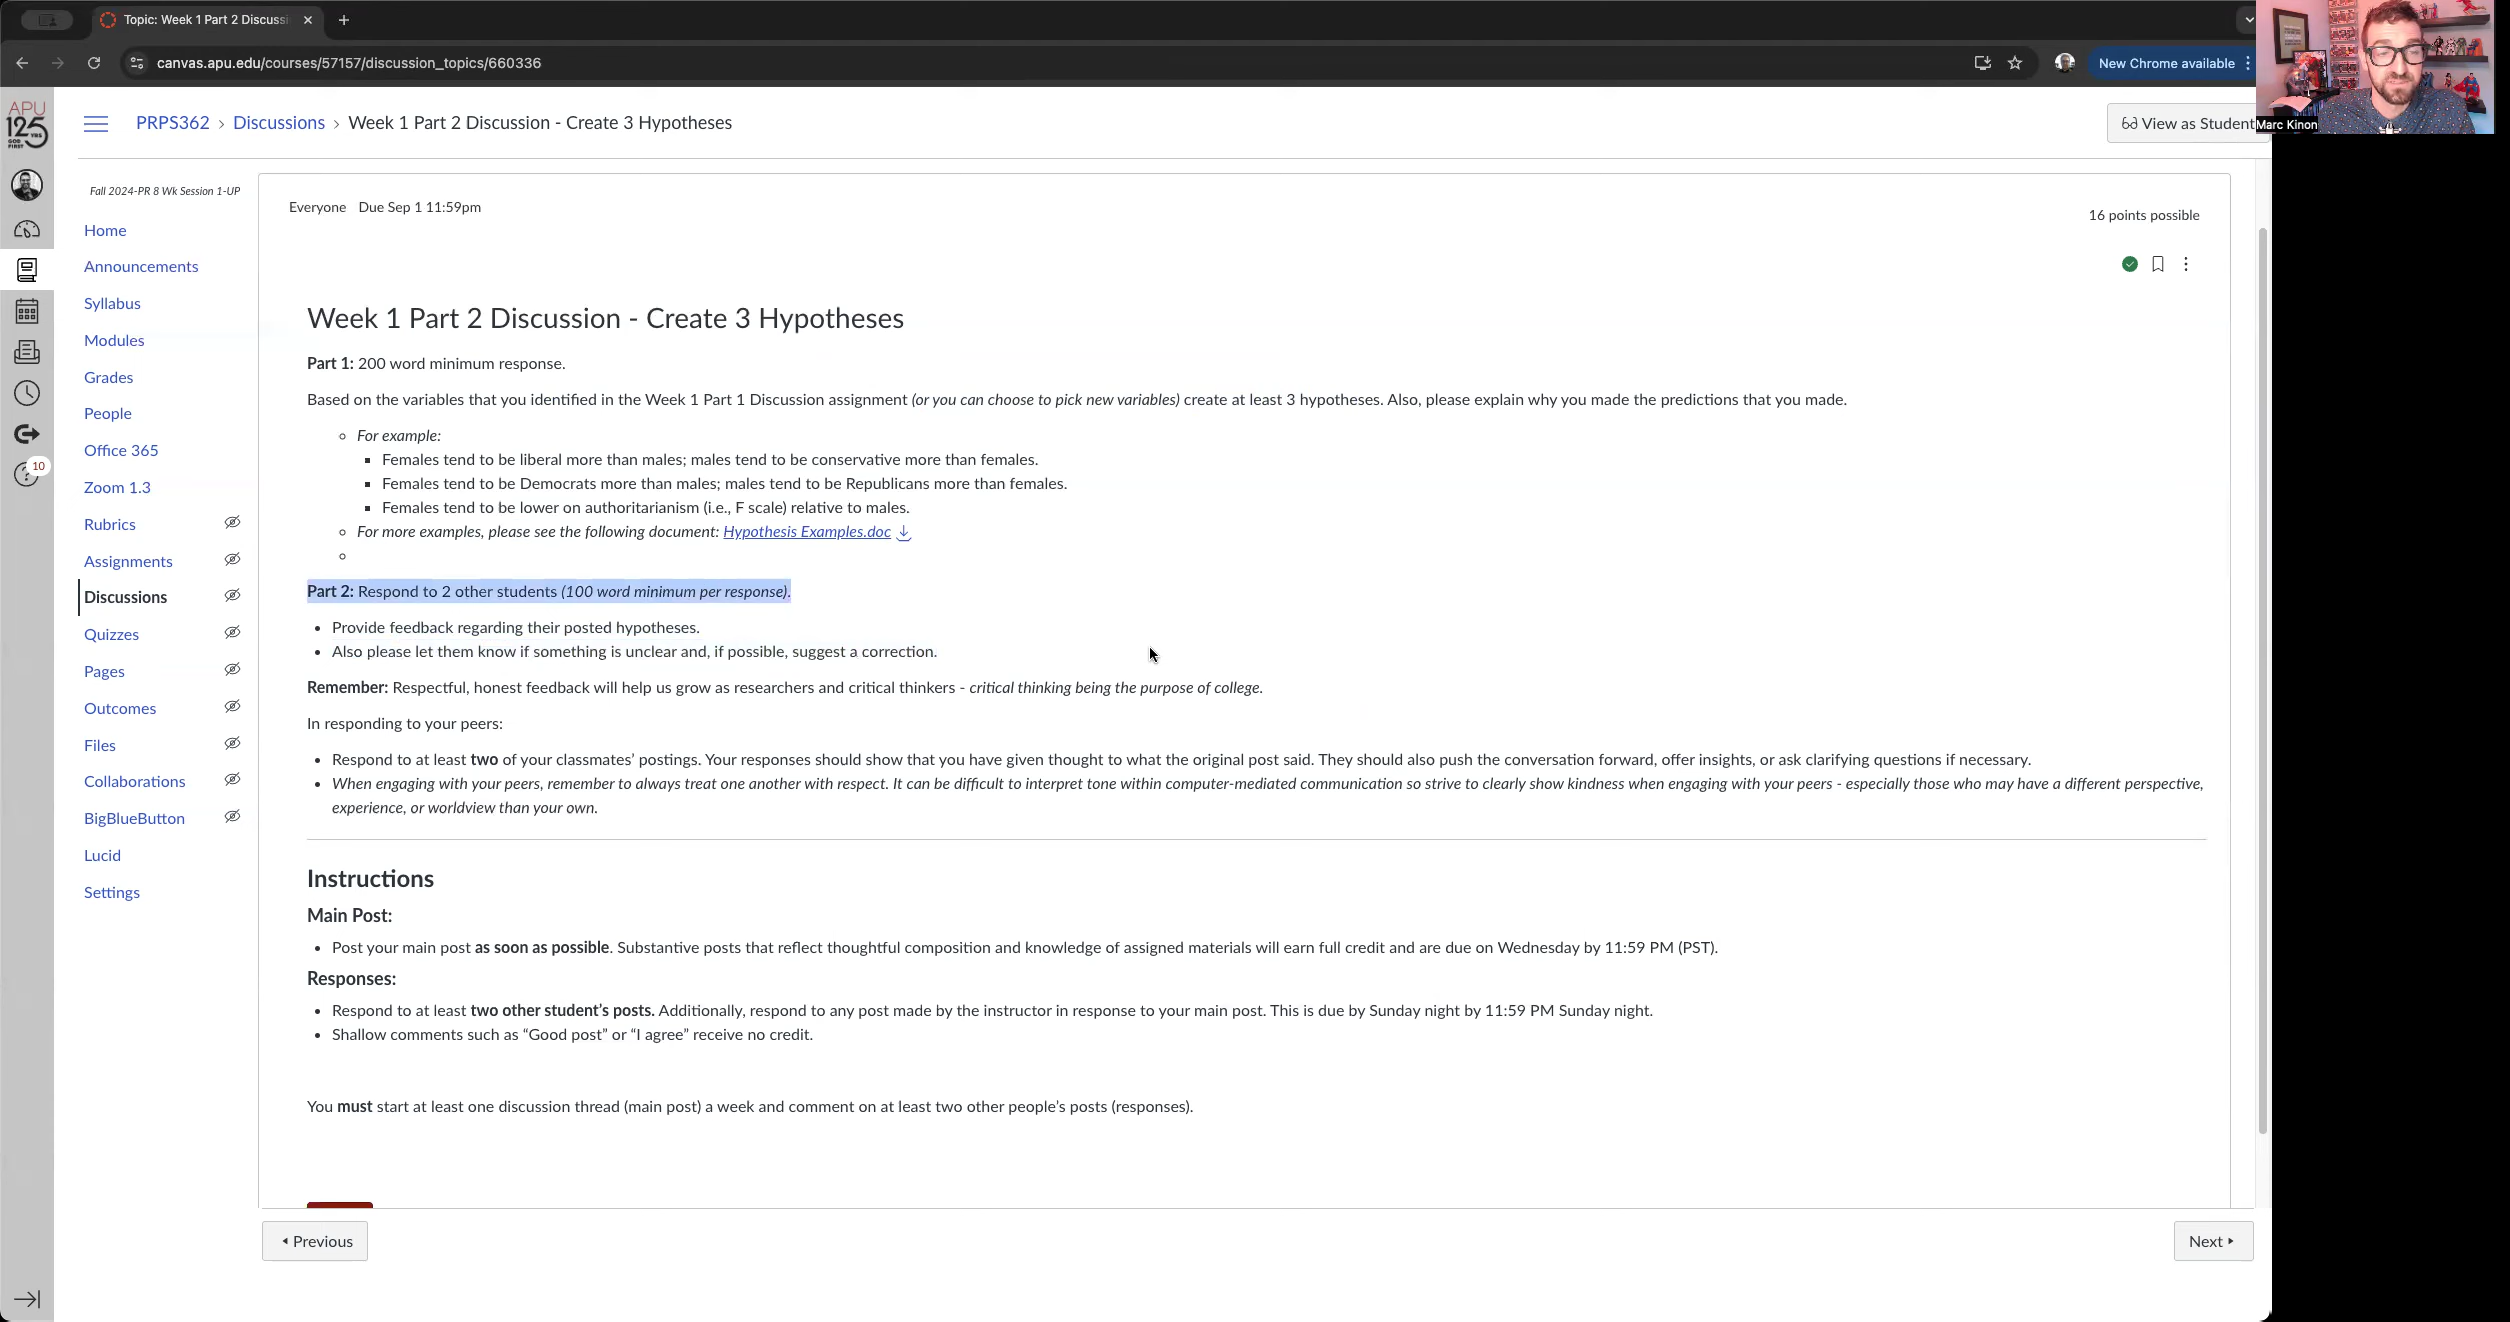 Topic: Week 1 Part 2 Discussi
canvas.apu.edu/courses/57157/discussion_topics/660336
New Chrome available
Marc Kinon
APU
125
YRS
GOD FIRST
PRPS362 › Discussions › Week 1 Part 2 Discussion - Create 3 Hypotheses
View as Student
Fall 2024-PR 8 Wk Session 1-UP
Home
Announcements
Syllabus
Modules
Grades
People
Office 365
Zoom 1.3
Rubrics
Assignments
Discussions
Quizzes
Pages
Outcomes
Files
Collaborations
BigBlueButton
Lucid
Settings
10
Everyone Due Sep 1 11:59pm
16 points possible
Week 1 Part 2 Discussion - Create 3 Hypotheses
Part 1: 200 word minimum response.
Based on the variables that you identified in the Week 1 Part 1 Discussion assignment (or you can choose to pick new variables) create at least 3 hypotheses. Also, please explain why you made the predictions that you made.
For example:
Females tend to be liberal more than males; males tend to be conservative more than females.
Females tend to be Democrats more than males; males tend to be Republicans more than females.
Females tend to be lower on authoritarianism (i.e., F scale) relative to males.
For more examples, please see the following document: Hypothesis Examples.doc
Part 2: Respond to 2 other students (100 word minimum per response).
Provide feedback regarding their posted hypotheses.
Also please let them know if something is unclear and, if possible, suggest a correction.
Remember: Respectful, honest feedback will help us grow as researchers and critical thinkers - critical thinking being the purpose of college.
In responding to your peers:
Respond to at least two of your classmates' postings. Your responses should show that you have given thought to what the original post said. They should also push the conversation forward, offer insights, or ask clarifying questions if necessary.
When engaging with your peers, remember to always treat one another with respect. It can be difficult to interpret tone within computer-mediated communication so strive to clearly show kindness when engaging with your peers - especially those who may have a different perspective,
experience, or worldview than your own.
Instructions
Main Post:
Post your main post as soon as possible. Substantive posts that reflect thoughtful composition and knowledge of assigned materials will earn full credit and are due on Wednesday by 11:59 PM (PST).
Responses:
Respond to at least two other student's posts. Additionally, respond to any post made by the instructor in response to your main post. This is due by Sunday night by 11:59 PM Sunday night.
Shallow comments such as “Good post” or “I agree” receive no credit.
You must start at least one discussion thread (main post) a week and comment on at least two other people's posts (responses).
Previous
Next